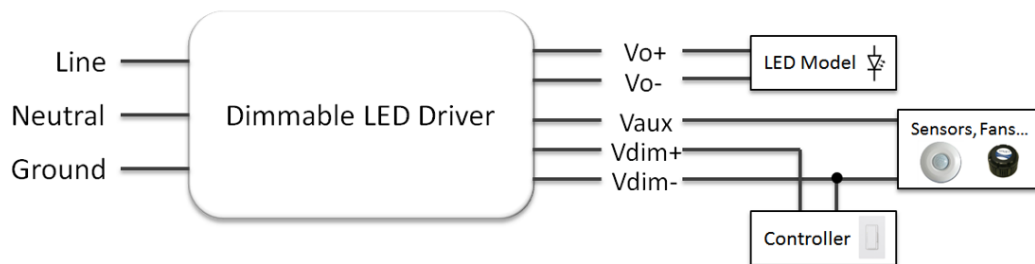 Line
Neutral
Ground
Dimmable LED Driver
Vo+
Vo-
Vaux
Vdim+
Vdim-
LED Model
Sensors, Fans...
Controller